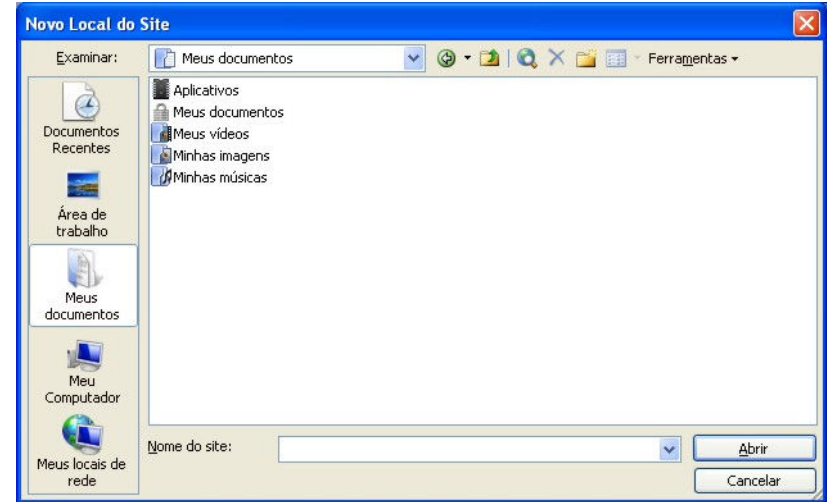 Novo Local do Site
Examinar:
Meus documentos
Ferramentas
Documentos
Recentes
Área de
trabalho
Meus
documentos
Meu
Computador
Meus locais de
rede
Aplicativos
Meus documentos
Meus vídeos
Minhas imagens
Minhas músicas
Nome do site:
Abrir
Cancelar